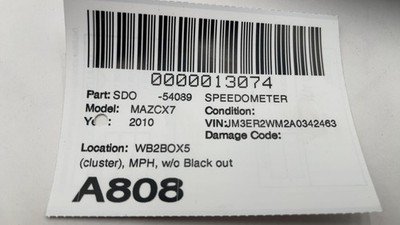 0000013074
Part: SDO -54089 SPEEDOMETER
Model: MAZCX7 Condition:
2010 VIN:JM3ER2WM2A0342463
Damage Code:
Location: WB2BOX5
(cluster), MPH, w/o Black out
A808